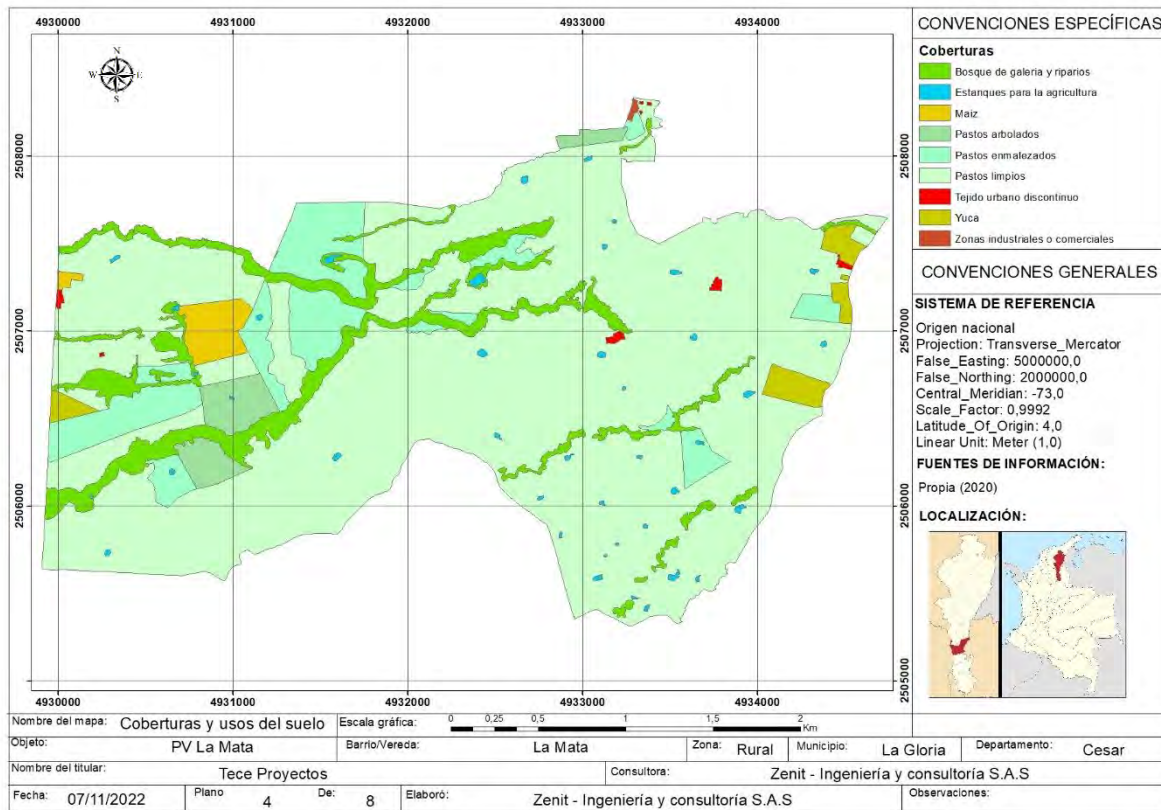 4930000 4931000 4932000 4933000 4934000
N
W E
S
2508000 2508000
2507000 2507000
2506000 2506000
2505000
4930000 4931000 4932000 4933000 4934000
CONVENCIONES ESPECÍFICAS
Coberturas
Bosque de galeria y riparios
Estanques para la agricultura
Maiz
Pastos arbolados
Pastos enmalezados
Pastos limpios
Tejido urbano discontinuo
Yuca
Zonas industriales o comerciales
CONVENCIONES GENERALES
SISTEMA DE REFERENCIA
Origen nacional
Projection: Transverse_Mercator
False_Easting: 5000000,0
False_Northing: 2000000,0
Central_Meridian: -73,0
Scale_Factor: 0,9992
Latitude_Of_Origin: 4,0
Linear Unit: Meter (1,0)
FUENTES DE INFORMACIÓN:
Propia (2020)
LOCALIZACIÓN:
Nombre del mapa: Coberturas y usos del suelo Escala gráfica: 0 0,25 0,5 1 1,5 2 Km
Objeto: PV La Mata Barrio/Vereda: La Mata Zona: Rural Municipio: La Gloria Departamento: Cesar
Nombre del titular: Tece Proyectos Consultora: Zenit - Ingeniería y consultoría S.A.S
Fecha: 07/11/2022 Plano 4 De: 8 Elaboró: Zenit - Ingeniería y consultoría S.A.S Observaciones: